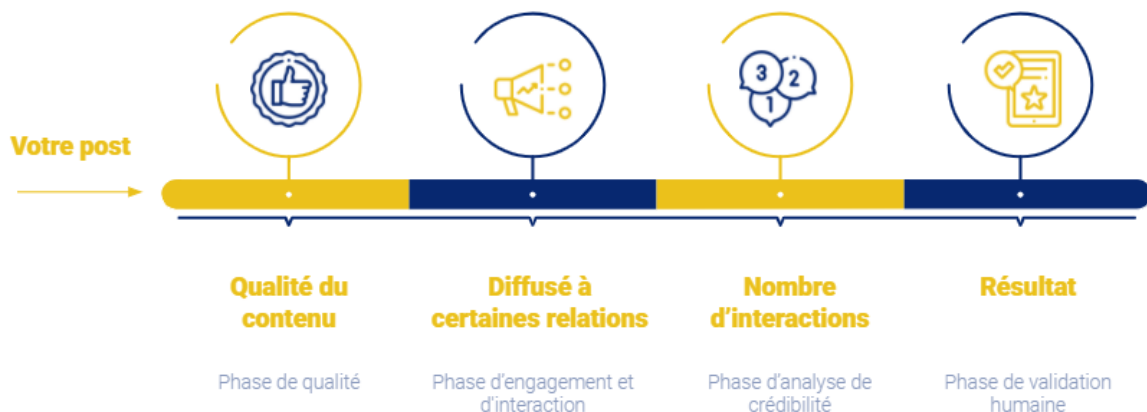 3
2
1
Votre post
Qualité du
contenu
Diffusé à
certaines relations
Nombre
d’interactions
Résultat
Phase de qualité
Phase d’engagement et
d’interaction
Phase d’analyse de
crédibilité
Phase de validation
humaine